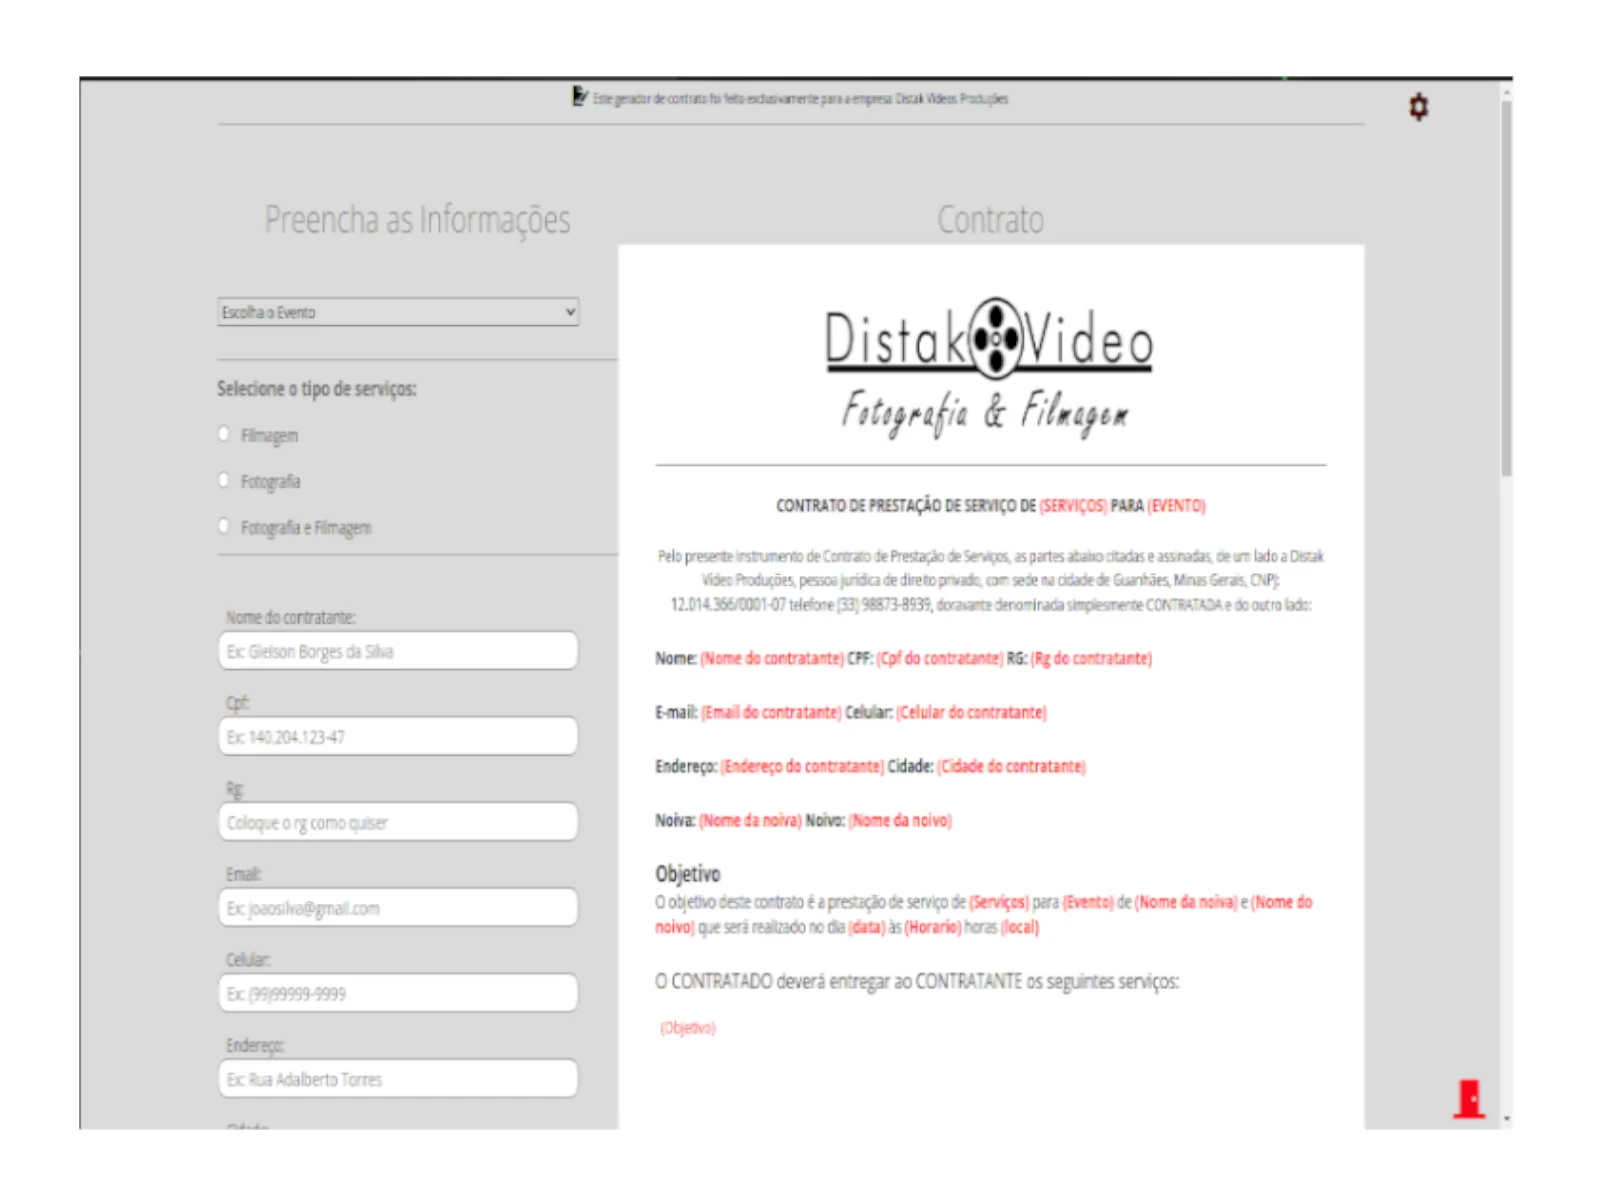 Este gerador de contrato foi feito exclusivamente para a empresa Distak Videos Produções
Preencha as Informações
Escolha o Evento
Selecione o tipo de serviços:
Filmagem
Fotografia
Fotografia e Filmagem
Nome do contratante:
Ex: Gleison Borges da Silva
Cpf:
Ex: 140.204.123-47
Rg:
Coloque o rg como quiser
Email:
Ex: joaosilva@gmail.com
Celular:
Ex: (99)99999-9999
Endereço:
Ex: Rua Adalberto Torres
Contrato
Distak Video
Fotografia & Filmagem
CONTRATO DE PRESTAÇÃO DE SERVIÇO DE (SERVIÇOS) PARA (EVENTO)
Pelo presente instrumento de Contrato de Prestação de Serviços, as partes abaixo citadas e assinadas, de um lado a Distak
Vídeo Produções, pessoa jurídica de direito privado, com sede na cidade de Guanhães, Minas Gerais, CNPJ:
12.014.366/0001-07 telefone (33) 98873-8939, doravante denominada simplesmente CONTRATADA e do outro lado:
Nome: (Nome do contratante) CPF: (Cpf do contratante) RG: (Rg do contratante)
E-mail: (Email do contratante) Celular: (Celular do contratante)
Endereço: (Endereço do contratante) Cidade: (Cidade do contratante)
Noiva: (Nome da noiva) Noivo: (Nome da noivo)
Objetivo
O objetivo deste contrato é a prestação de serviço de (Serviços) para (Evento) de (Nome da noiva) e (Nome do
noivo) que será realizado no dia (data) às (Horario) horas (local)
O CONTRATADO deverá entregar ao CONTRATANTE os seguintes serviços:
(Objetivo)